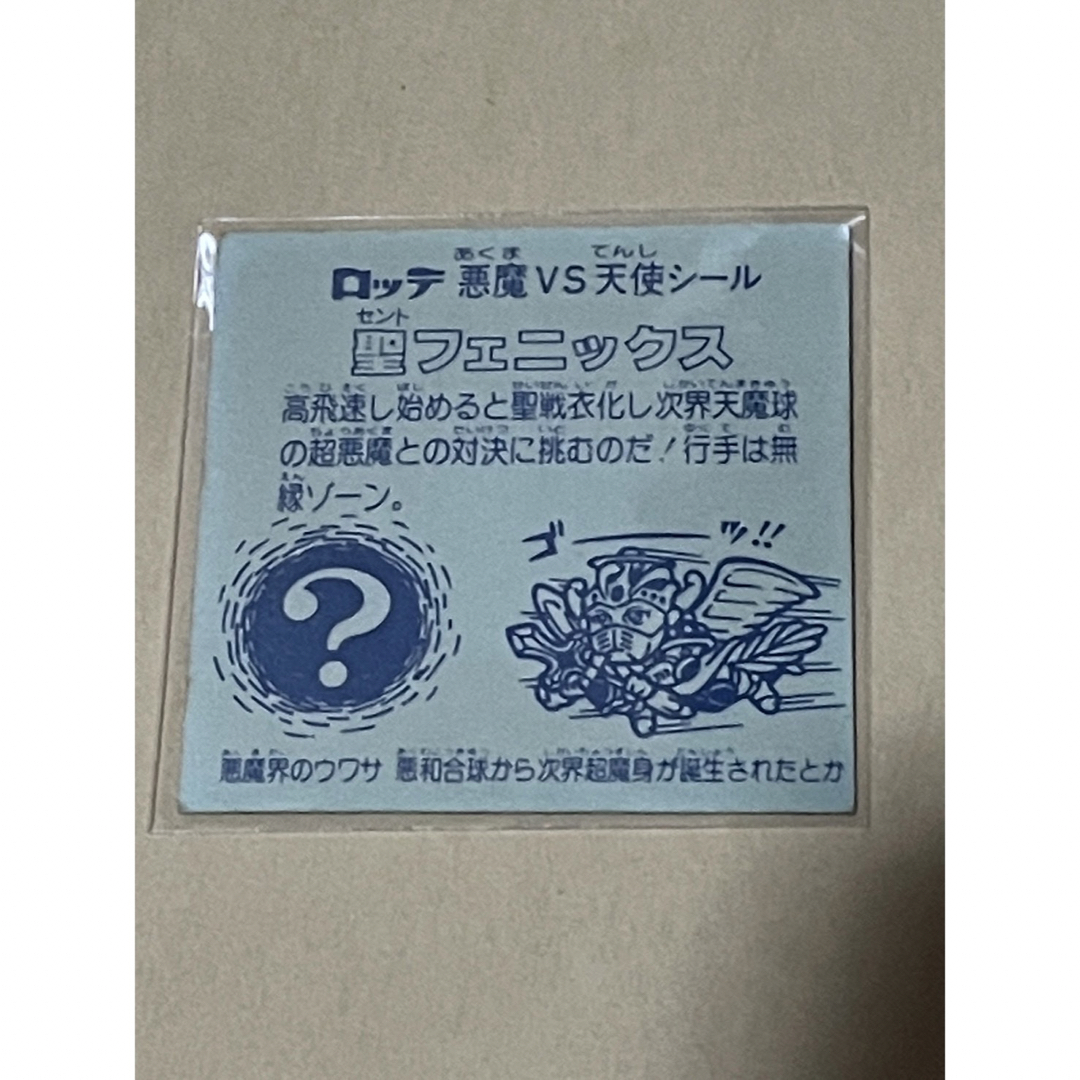 ロッテ 悪魔VS天使シール
聖フェニックス
高飛速し始めると聖戦衣化し次界天魔球
の超悪魔との対決に挑むのだ!行手は無
縁ゾーン。
?
ゴーーーッ!!
悪魔界のウワサ 悪和合球から次界超魔身が誕生されたとか